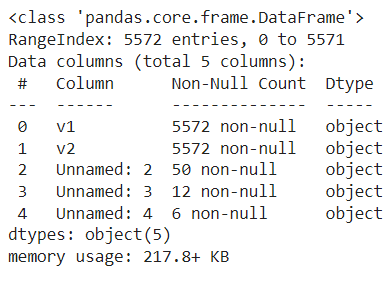 <class 'pandas.core.frame.DataFrame'>
RangeIndex: 5572 entries, 0 to 5571
Data columns (total 5 columns):
 #   Column      Non-Null Count  Dtype
---  ------      --------------  -----
 0   v1          5572 non-null   object
 1   v2          5572 non-null   object
 2   Unnamed: 2  50 non-null     object
 3   Unnamed: 3  12 non-null     object
 4   Unnamed: 4  6 non-null      object
dtypes: object(5)
memory usage: 217.8+ KB